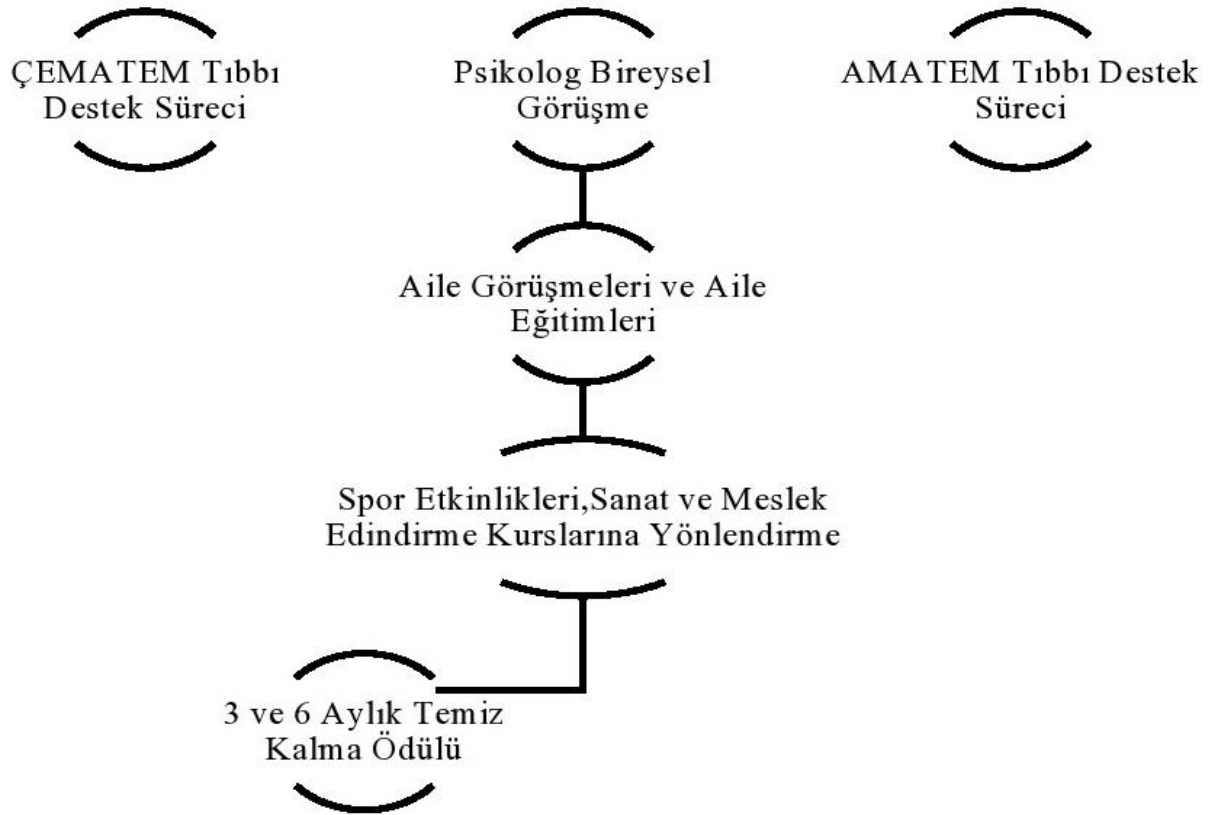 ÇEMATEM Tıbbı
Destek Süreci
Psikolog Bireysel
Görüşme
AMATEM Tıbbı Destek
Süreci
Aile Görüşmeleri ve Aile
Eğitimleri
Spor Etkinlikleri,Sanat ve Meslek
Edindirme Kurslarına Yönlendirme
3 ve 6 Aylık Temiz
Kalma Ödülü